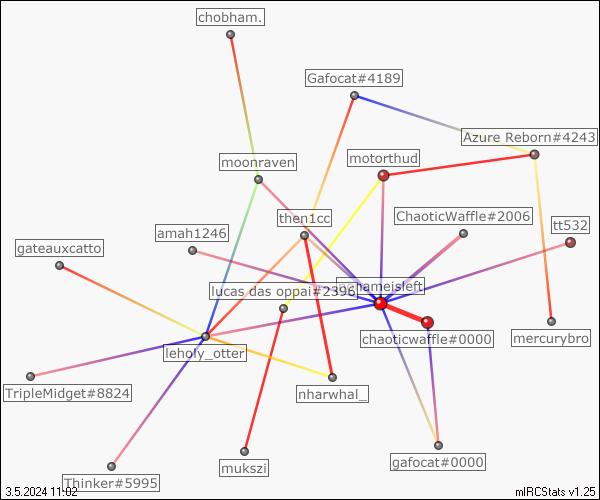 chobham.
Gafocat#4189
Azure Reborn#4243
motorthud
moonraven
then1cc
ChaoticWaffle#2006
tt532
amah1246
gateauxcatto
lucas.das oppai#2396
nameisleft
chaoticwaffle#0000
mercurybro
leholy_otter
TripleMidget#8824
nharwhal_
mukszi
gafocat#0000
Thinker#5995
3.5.2024 11:02
mIRCStats v1.25